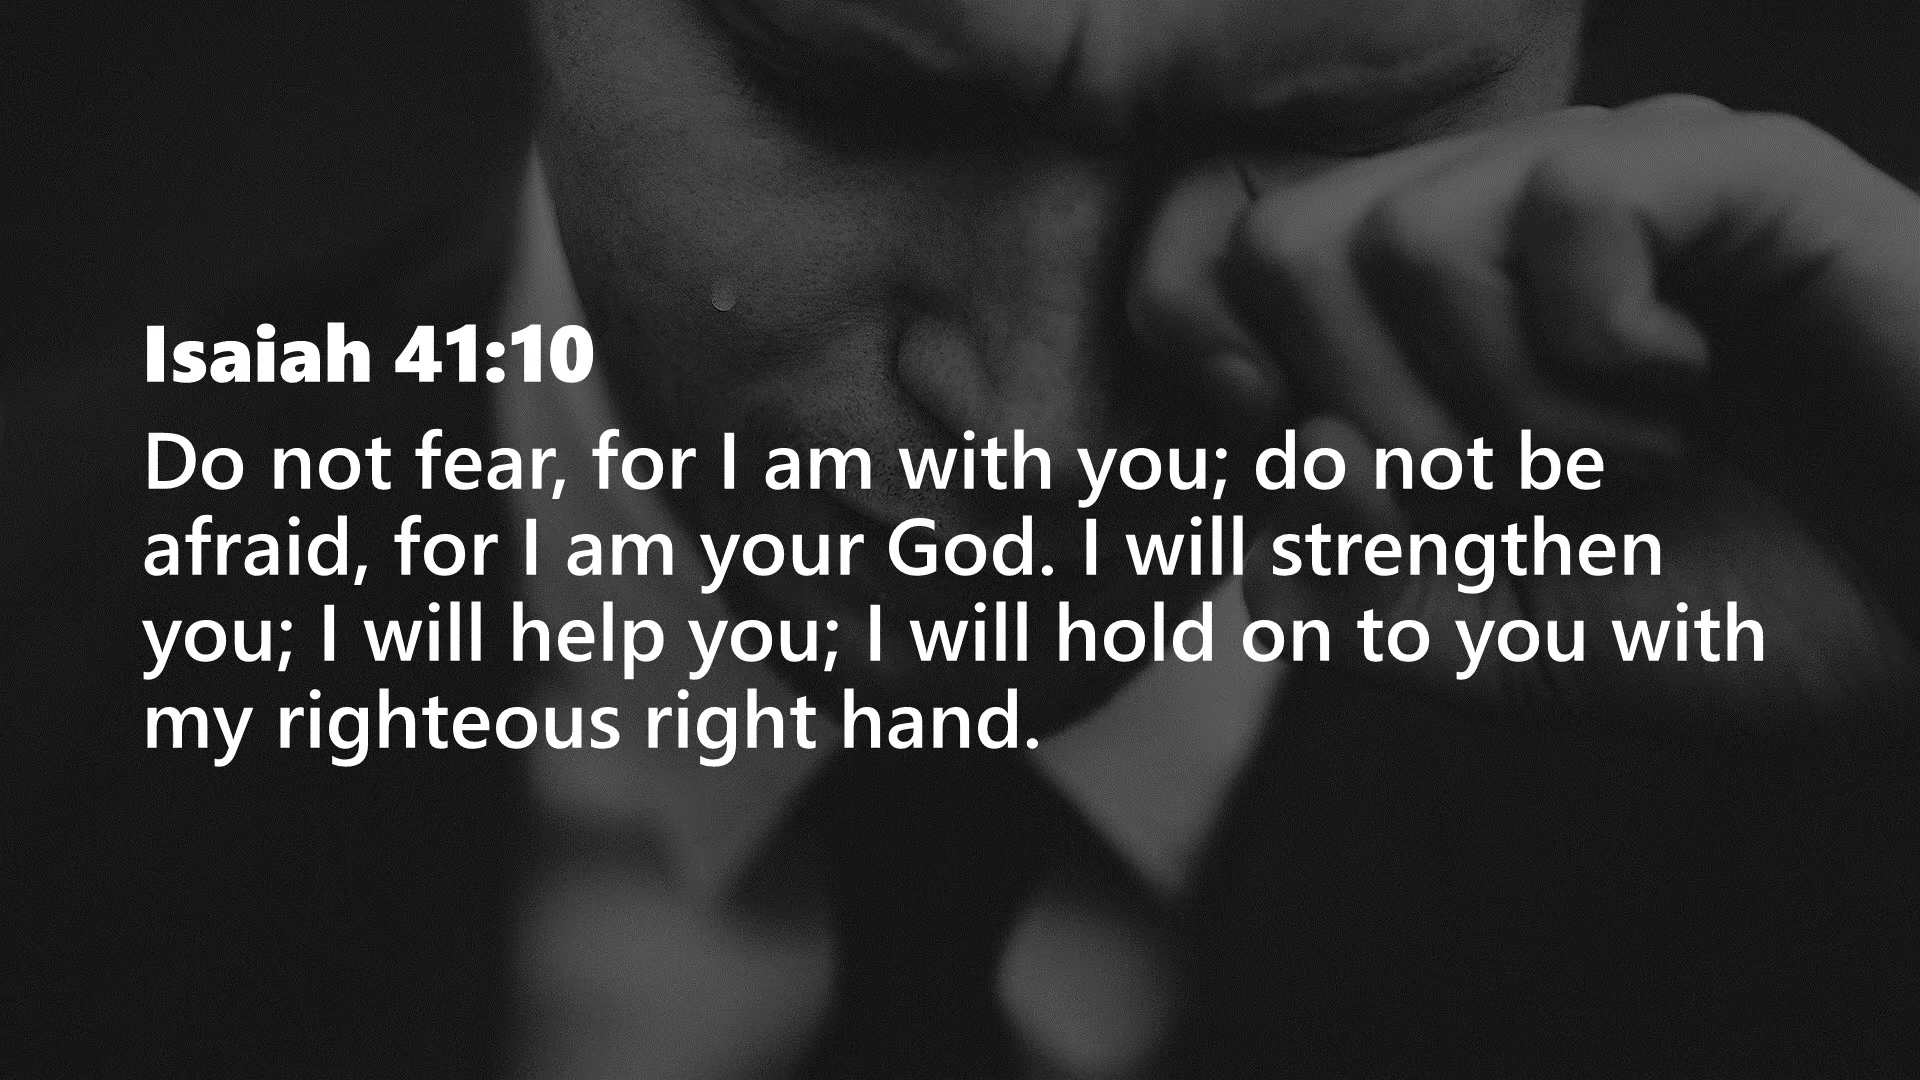 Isaiah 41:10
Do not fear, for I am with you; do not be
afraid, for I am your God. I will strengthen
you; I will help you; I will hold on to you with
my righteous right hand.